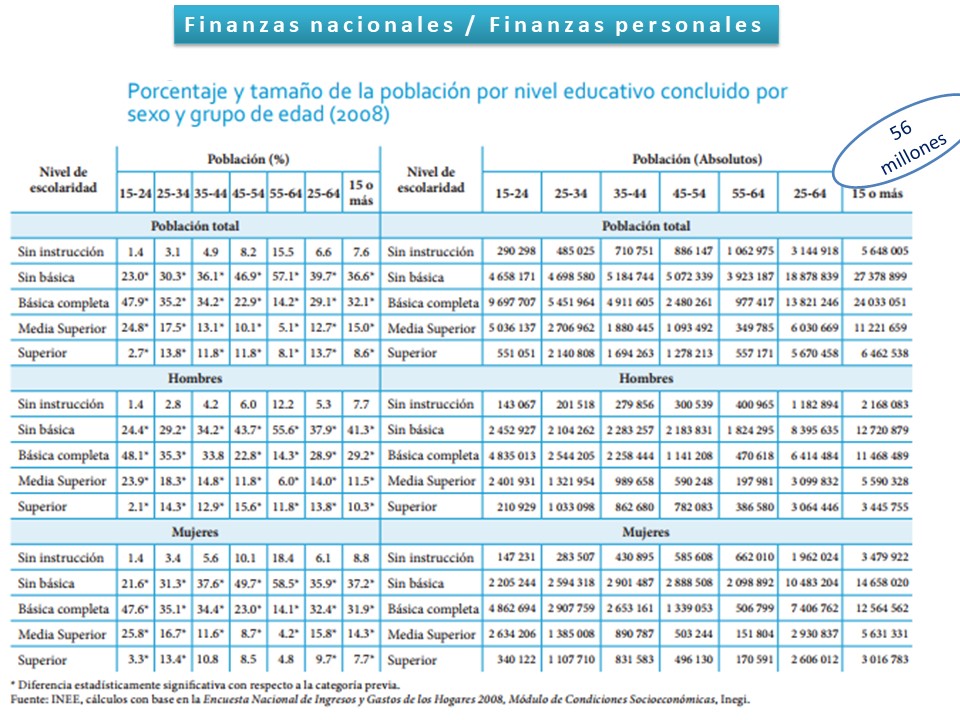 Finanzas nacionales / Finanzas personales
Porcentaje y tamaño de la población por nivel educativo concluido por
sexo y grupo de edad (2008)
56
millones
Nivel de escolaridad Población (%) Nivel de escolaridad Población (Absolutos)
15-24 25-34 35-44 45-54 55-64 25-64 15 o más 15-24 25-34 35-44 45-54 55-64 25-64 15 o más
Población total Población total
Sin instrucción 1.4 3.1 4.9 8.2 15.5 6.6 7.6 Sin instrucción 290 298 485 025 710 751 886 147 1 062 975 3 144 918 5 648 005
Sin básica 23.0* 30.3* 36.1* 46.9* 57.1* 39.7* 36.6* Sin básica 4 658 171 4 698 580 5 184 744 5 072 339 3 923 187 18 878 839 27 378 899
Básica completa 47.9* 35.2* 34.2* 22.9* 14.2* 29.1* 32.1* Básica completa 9 697 707 5 451 964 4 911 605 2 480 261 977 417 13 821 246 24 033 051
Media Superior 24.8* 17.5* 13.1* 10.1* 5.1* 12.7* 15.0* Media Superior 5 036 137 2 706 962 1 880 445 1 093 492 349 785 6 030 669 11 221 659
Superior 2.7* 13.8* 11.8* 11.8* 8.1* 13.7* 8.6* Superior 551 051 2 140 808 1 694 263 1 278 213 557 171 5 670 458 6 462 538
Hombres Hombres
Sin instrucción 1.4 2.8 4.2 6.0 12.2 5.3 7.7 Sin instrucción 143 067 201 518 279 856 300 539 400 965 1 182 894 2 168 083
Sin básica 24.4* 29.2* 34.2* 43.7* 55.6* 37.9* 41.3* Sin básica 2 452 927 2 104 262 2 283 257 2 183 831 1 824 295 8 395 635 12 720 879
Básica completa 48.1* 35.3* 33.8 22.8* 14.3* 28.9* 29.2* Básica completa 4 835 013 2 544 205 2 258 444 1 141 208 470 618 6 414 484 11 468 489
Media Superior 23.9* 18.3* 14.8* 11.8* 6.0* 14.0* 11.5* Media Superior 2 401 931 1 321 954 989 658 590 248 197 981 3 099 832 5 590 328
Superior 2.1* 14.3* 12.9* 15.6* 11.8* 13.8* 10.3* Superior 210 929 1 033 098 862 680 782 083 386 580 3 064 446 3 445 755
Mujeres Mujeres
Sin instrucción 1.4 3.4 5.6 10.1 18.4 6.1 8.8 Sin instrucción 147 231 283 507 430 895 585 608 662 010 1 962 024 3 479 922
Sin básica 21.6* 31.3* 37.6* 49.7* 58.5* 35.9* 37.2* Sin básica 2 205 244 2 594 318 2 901 487 2 888 508 2 098 892 10 483 204 14 658 020
Básica completa 47.6* 35.1* 34.4* 23.0* 14.1* 32.4* 31.9* Básica completa 4 862 694 2 907 759 2 653 161 1 339 053 506 799 7 406 762 12 564 562
Media Superior 25.8* 16.7* 11.6* 8.7* 4.2* 15.8* 14.3* Media Superior 2 634 206 1 385 008 890 787 503 244 151 804 2 930 837 5 631 331
Superior 3.3* 13.4* 10.8 8.5 4.8 9.7* 7.7* Superior 340 122 1 107 710 831 583 496 130 170 591 2 606 012 3 016 783
* Diferencia estadísticamente significativa con respecto a la categoría previa.
Fuente: INEE, cálculos con base en la Encuesta Nacional de Ingresos y Gastos de los Hogares 2008, Módulo de Condiciones Socioeconómicas, Inegi.